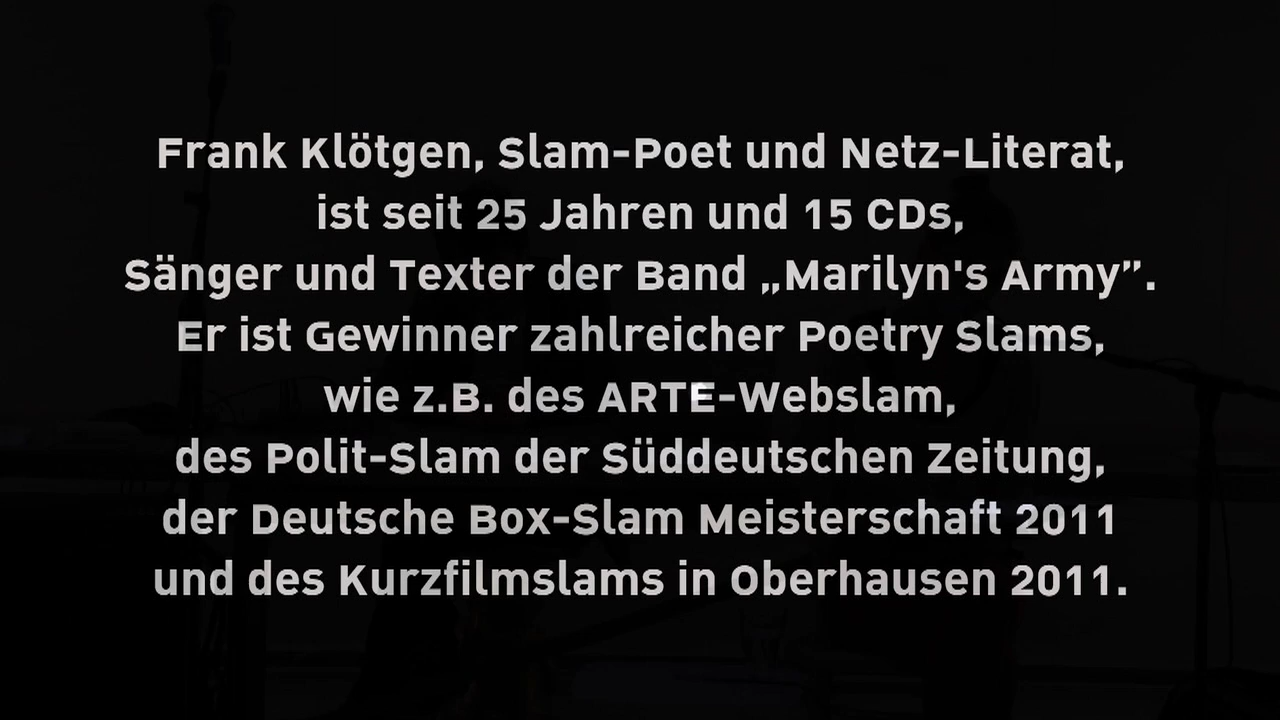 Frank Klötgen, Slam-Poet und Netz-Literat,
ist seit 25 Jahren und 15 CDs,
Sänger und Texter der Band „Marilyn's Army”.
Er ist Gewinner zahlreicher Poetry Slams,
wie z.B. des ARTE-Webslam,
des Polit-Slam der Süddeutschen Zeitung,
der Deutsche Box-Slam Meisterschaft 2011
und des Kurzfilmslams in Oberhausen 2011.